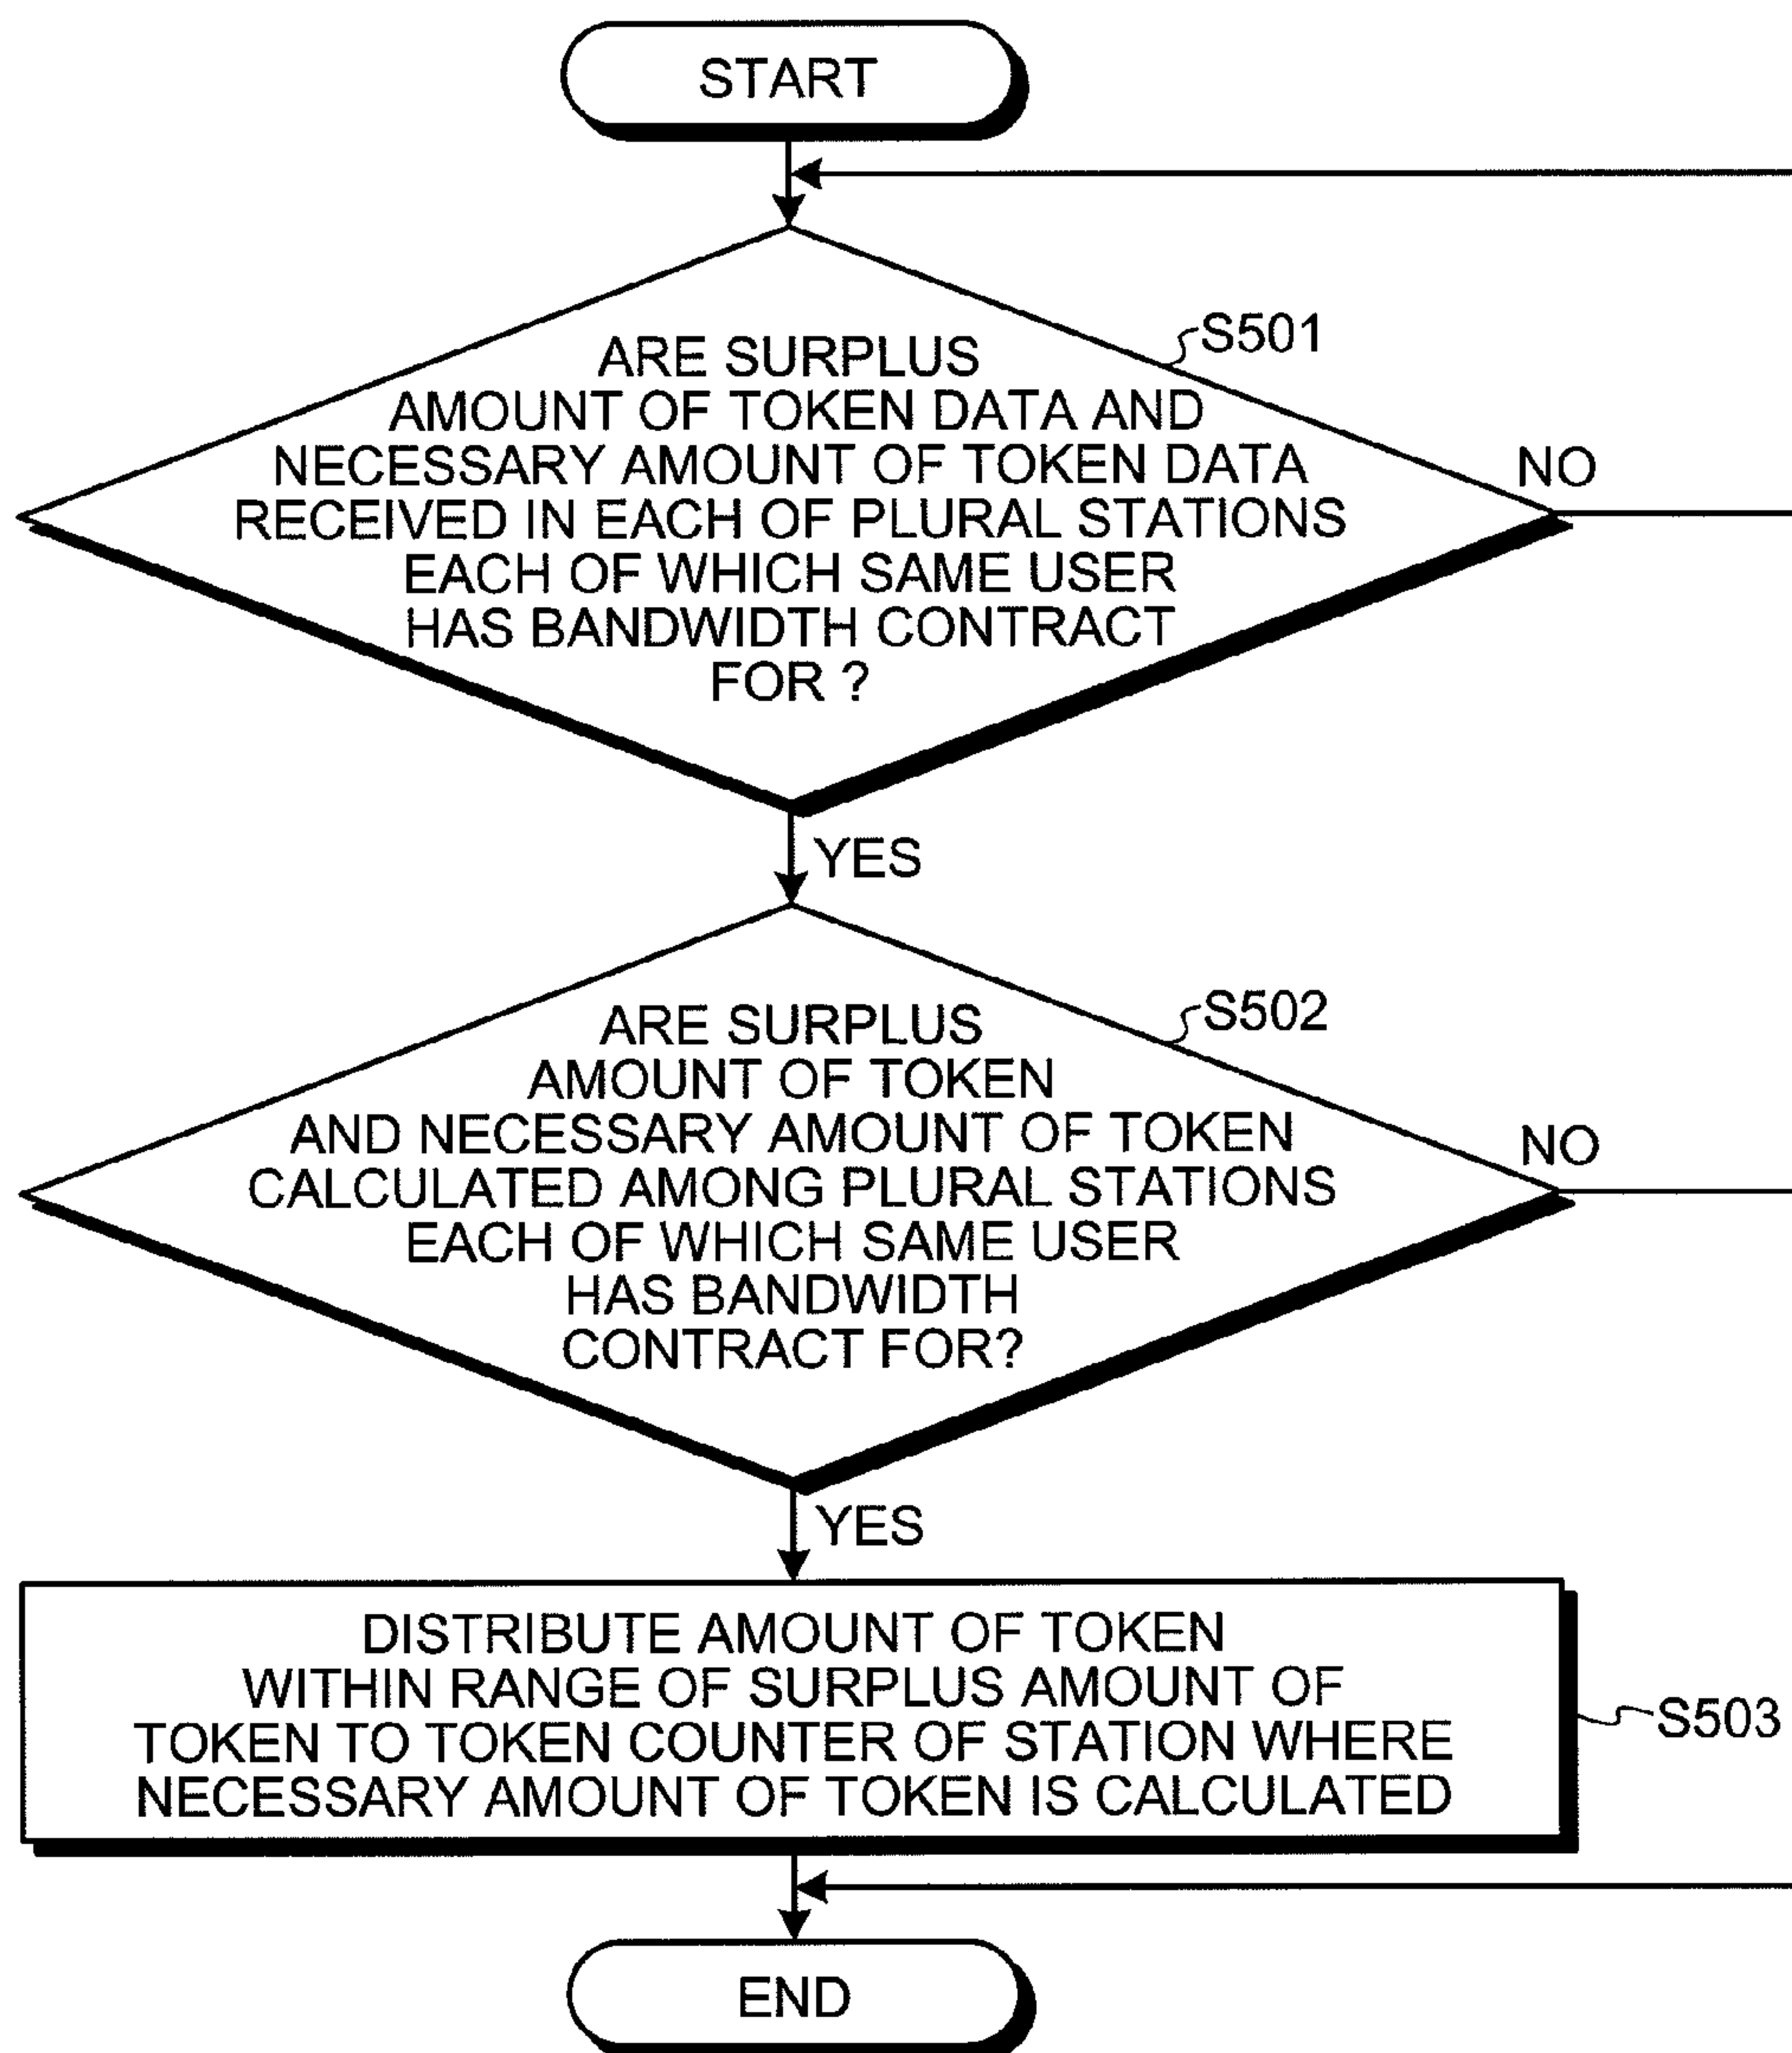 START
S501
ARE SURPLUS
AMOUNT OF TOKEN DATA AND
NECESSARY AMOUNT OF TOKEN DATA
RECEIVED IN EACH OF PLURAL STATIONS
EACH OF WHICH SAME USER
HAS BANDWIDTH CONTRACT
FOR ?
NO
YES
S502
ARE SURPLUS
AMOUNT OF TOKEN
AND NECESSARY AMOUNT OF TOKEN
CALCULATED AMONG PLURAL STATIONS
EACH OF WHICH SAME USER
HAS BANDWIDTH
CONTRACT FOR?
NO
YES
DISTRIBUTE AMOUNT OF TOKEN
WITHIN RANGE OF SURPLUS AMOUNT OF
TOKEN TO TOKEN COUNTER OF STATION WHERE
NECESSARY AMOUNT OF TOKEN IS CALCULATED
S503
END